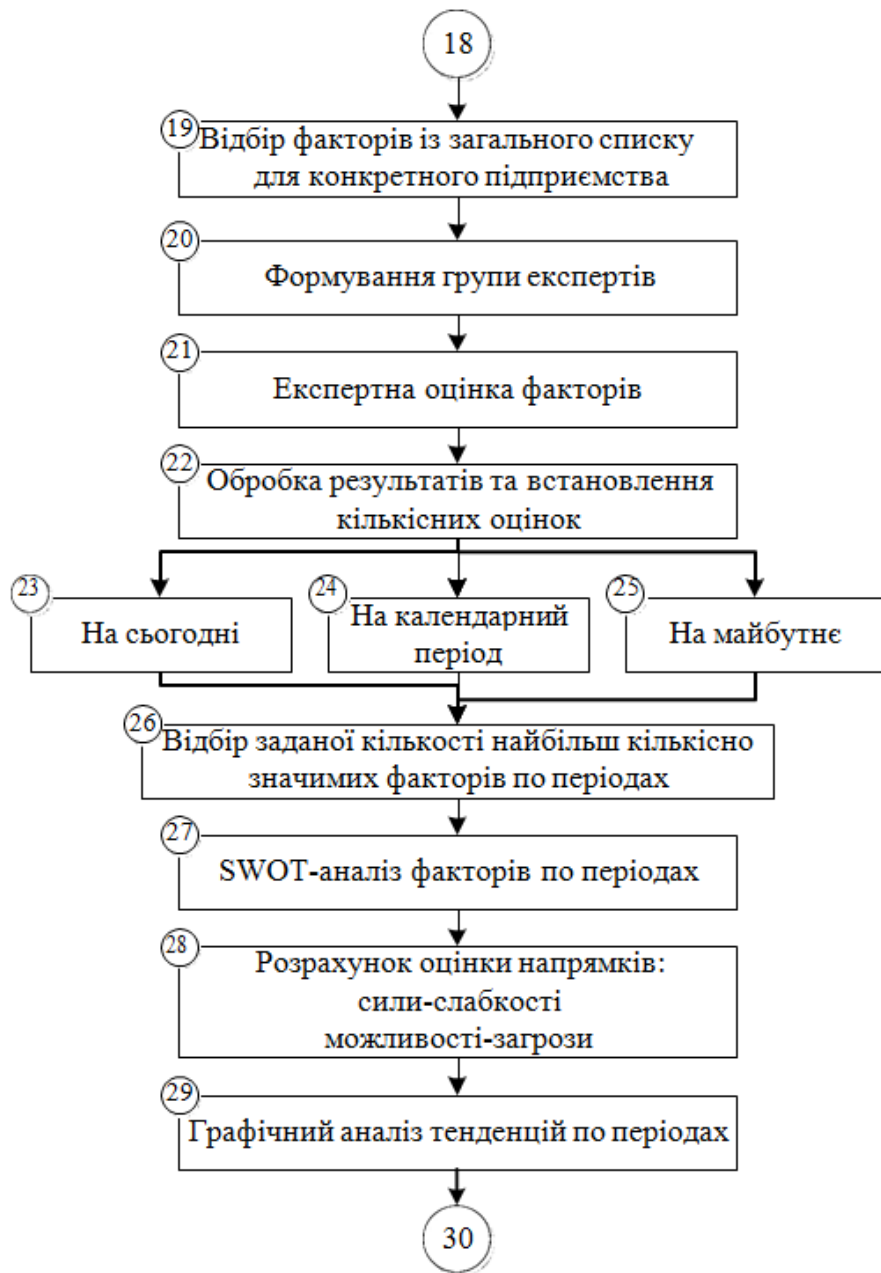 18
19
Відбір факторів із загального списку
для конкретного підприємства
20
Формування групи експертів
21
Експертна оцінка факторів
22
Обробка результатів та встановлення
кількісних оцінок
23
На сьогодні
24
На календарний
період
25
На майбутнє
26
Відбір заданої кількості найбільш кількісно
значимих факторів по періодах
27
SWOT-аналіз факторів по періодах
28
Розрахунок оцінки напрямків:
сили-слабкості
можливості-загрози
29
Графічний аналіз тенденцій по періодах
30